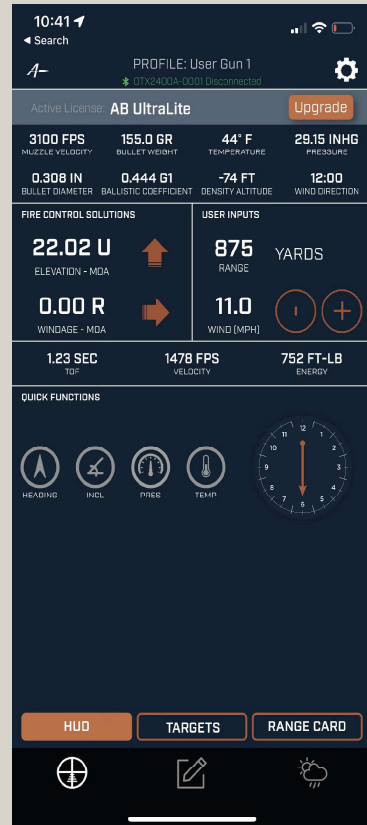 10:41
◀ Search
A- PROFILE: User Gun 1
OTX2400A-0001 Disconnected
Active License: AB UltraLite Upgrade
3100 FPS 155.0 GR 44° F 29.15 INHG
MUZZLE VELOCITY BULLET WEIGHT TEMPERATURE PRESSURE
0.308 IN 0.444 G1 -74 FT 12:00
BULLET DIAMETER BALLISTIC COEFFICIENT DENSITY ALTITUDE WIND DIRECTION
FIRE CONTROL SOLUTIONS USER INPUTS
22.02 U 875 YARDS
ELEVATION - MOA RANGE
0.00 R 11.0
WINDAGE - MOA WIND (MPH)
1.23 SEC 1478 FPS 752 FT-LB
TOF VELOCITY ENERGY
QUICK FUNCTIONS
12 1 2 3 4 5 6 7 8 9 10 11
HEADING INCL PRES TEMP
HUD TARGETS RANGE CARD